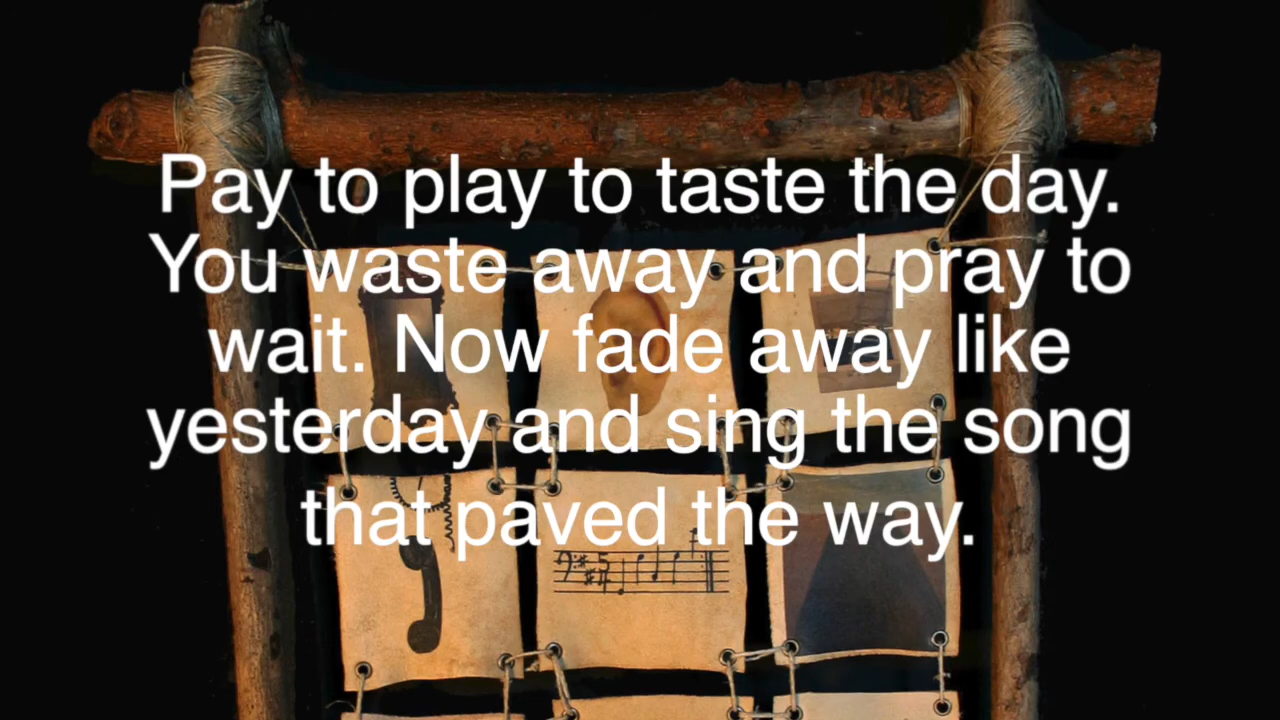 Pay to play to taste the day.
You waste away and pray to
wait. Now fade away like
yesterday and sing the song
that paved the way.